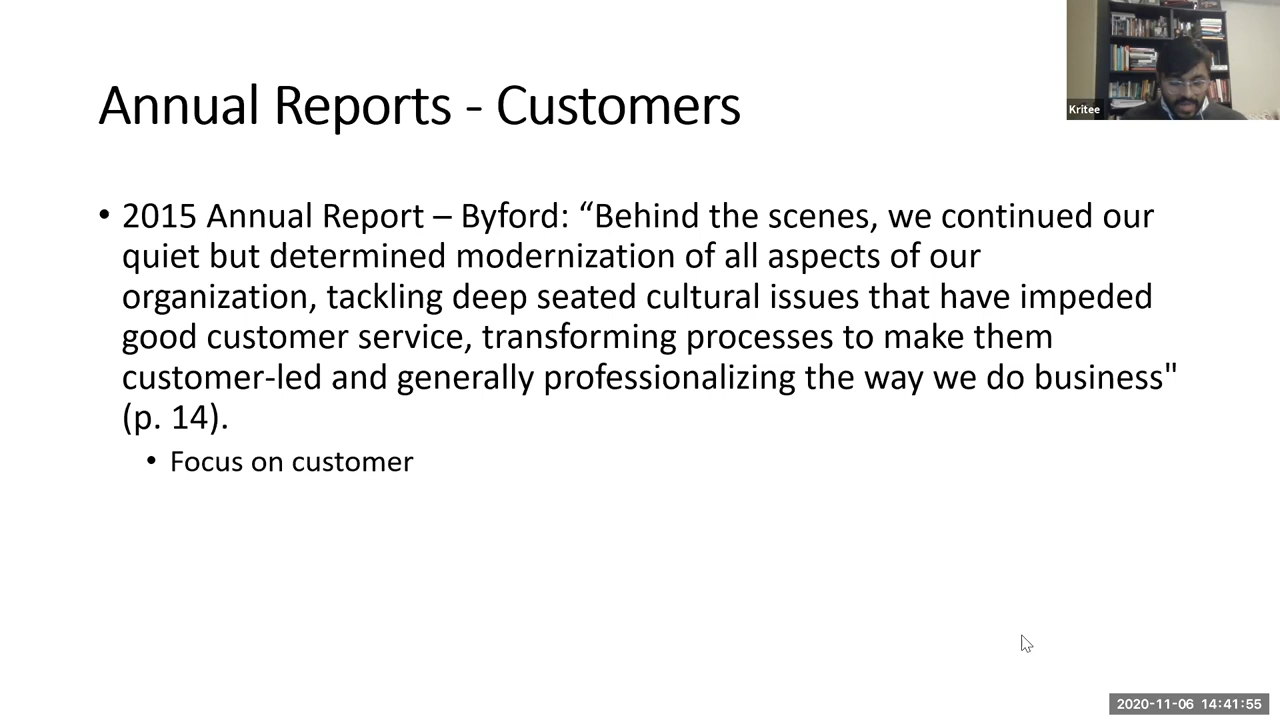 Kritee
Annual Reports - Customers
• 2015 Annual Report – Byford: “Behind the scenes, we continued our
quiet but determined modernization of all aspects of our
organization, tackling deep seated cultural issues that have impeded
good customer service, transforming processes to make them
customer-led and generally professionalizing the way we do business"
(p. 14).
• Focus on customer
2020-11-06 14:41:55